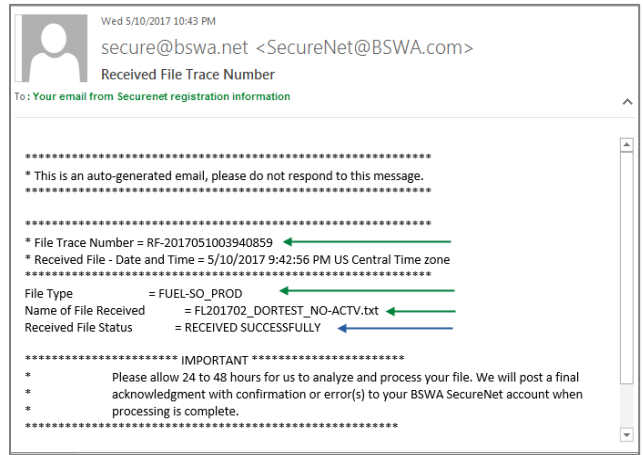 Wed 5/10/2017 10:43 PM
secure@bswa.net <SecureNet@BSWA.com>
Received File Trace Number
To: Your email from Securenet registration information
*************************************************************
* This is an auto-generated email, please do not respond to this message.
*************************************************************
*************************************************************
* File Trace Number = RF-2017051003940859
* Received File - Date and Time = 5/10/2017 9:42:56 PM US Central Time zone
*************************************************************
File Type = FUEL-SO_PROD
Name of File Received = FL201702_DORTEST_NO-ACTV.txt
Received File Status = RECEIVED SUCCESSFULLY
*********************** IMPORTANT ***********************
* Please allow 24 to 48 hours for us to analyze and process your file. We will post a final
* acknowledgment with confirmation or error(s) to your BSWA SecureNet account when
* processing is complete.
********************************************************